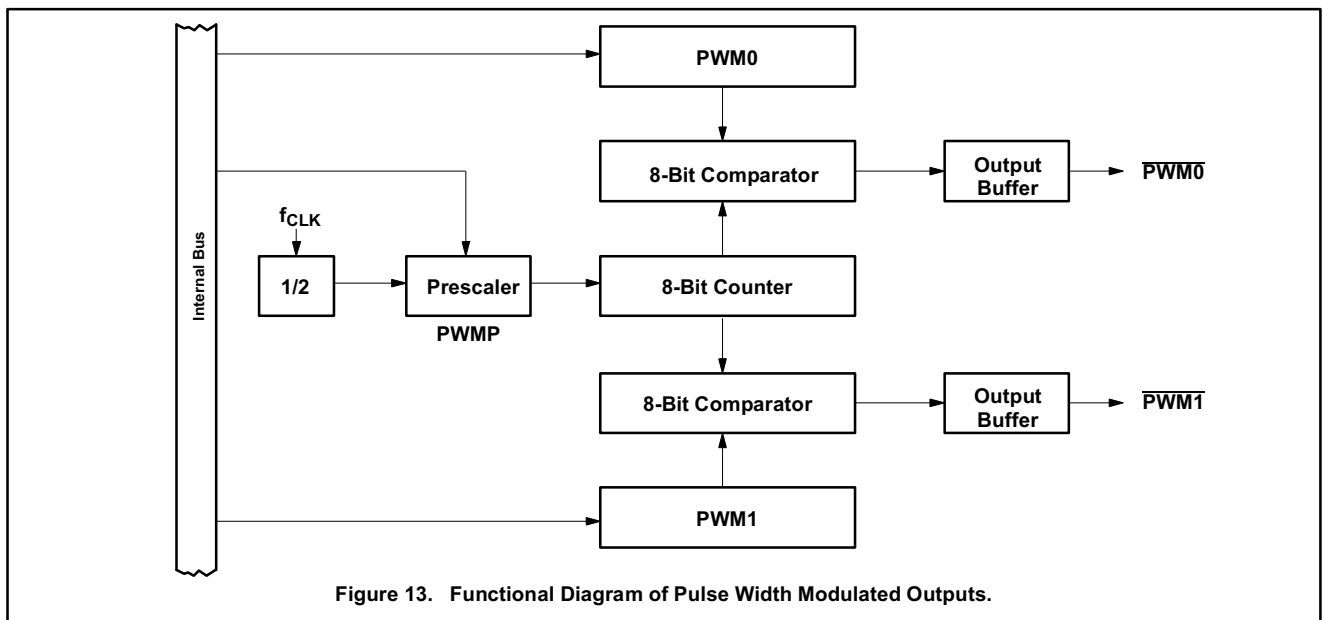 PWM0
8-Bit Comparator
Output
Buffer
PWM0
Internal Bus
fCLK
1/2
Prescaler
PWMP
8-Bit Counter
8-Bit Comparator
Output
Buffer
PWM1
PWM1
Figure 13. Functional Diagram of Pulse Width Modulated Outputs.